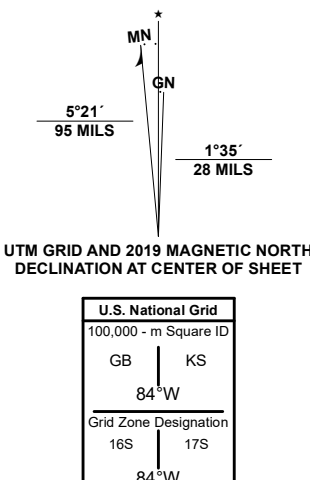 ★
MN
GN
5°21´
95 MILS
1°35´
28 MILS
UTM GRID AND 2019 MAGNETIC NORTH
DECLINATION AT CENTER OF SHEET
U.S. National Grid
100,000 - m Square ID
GB KS
84°W
Grid Zone Designation
16S 17S
84°W